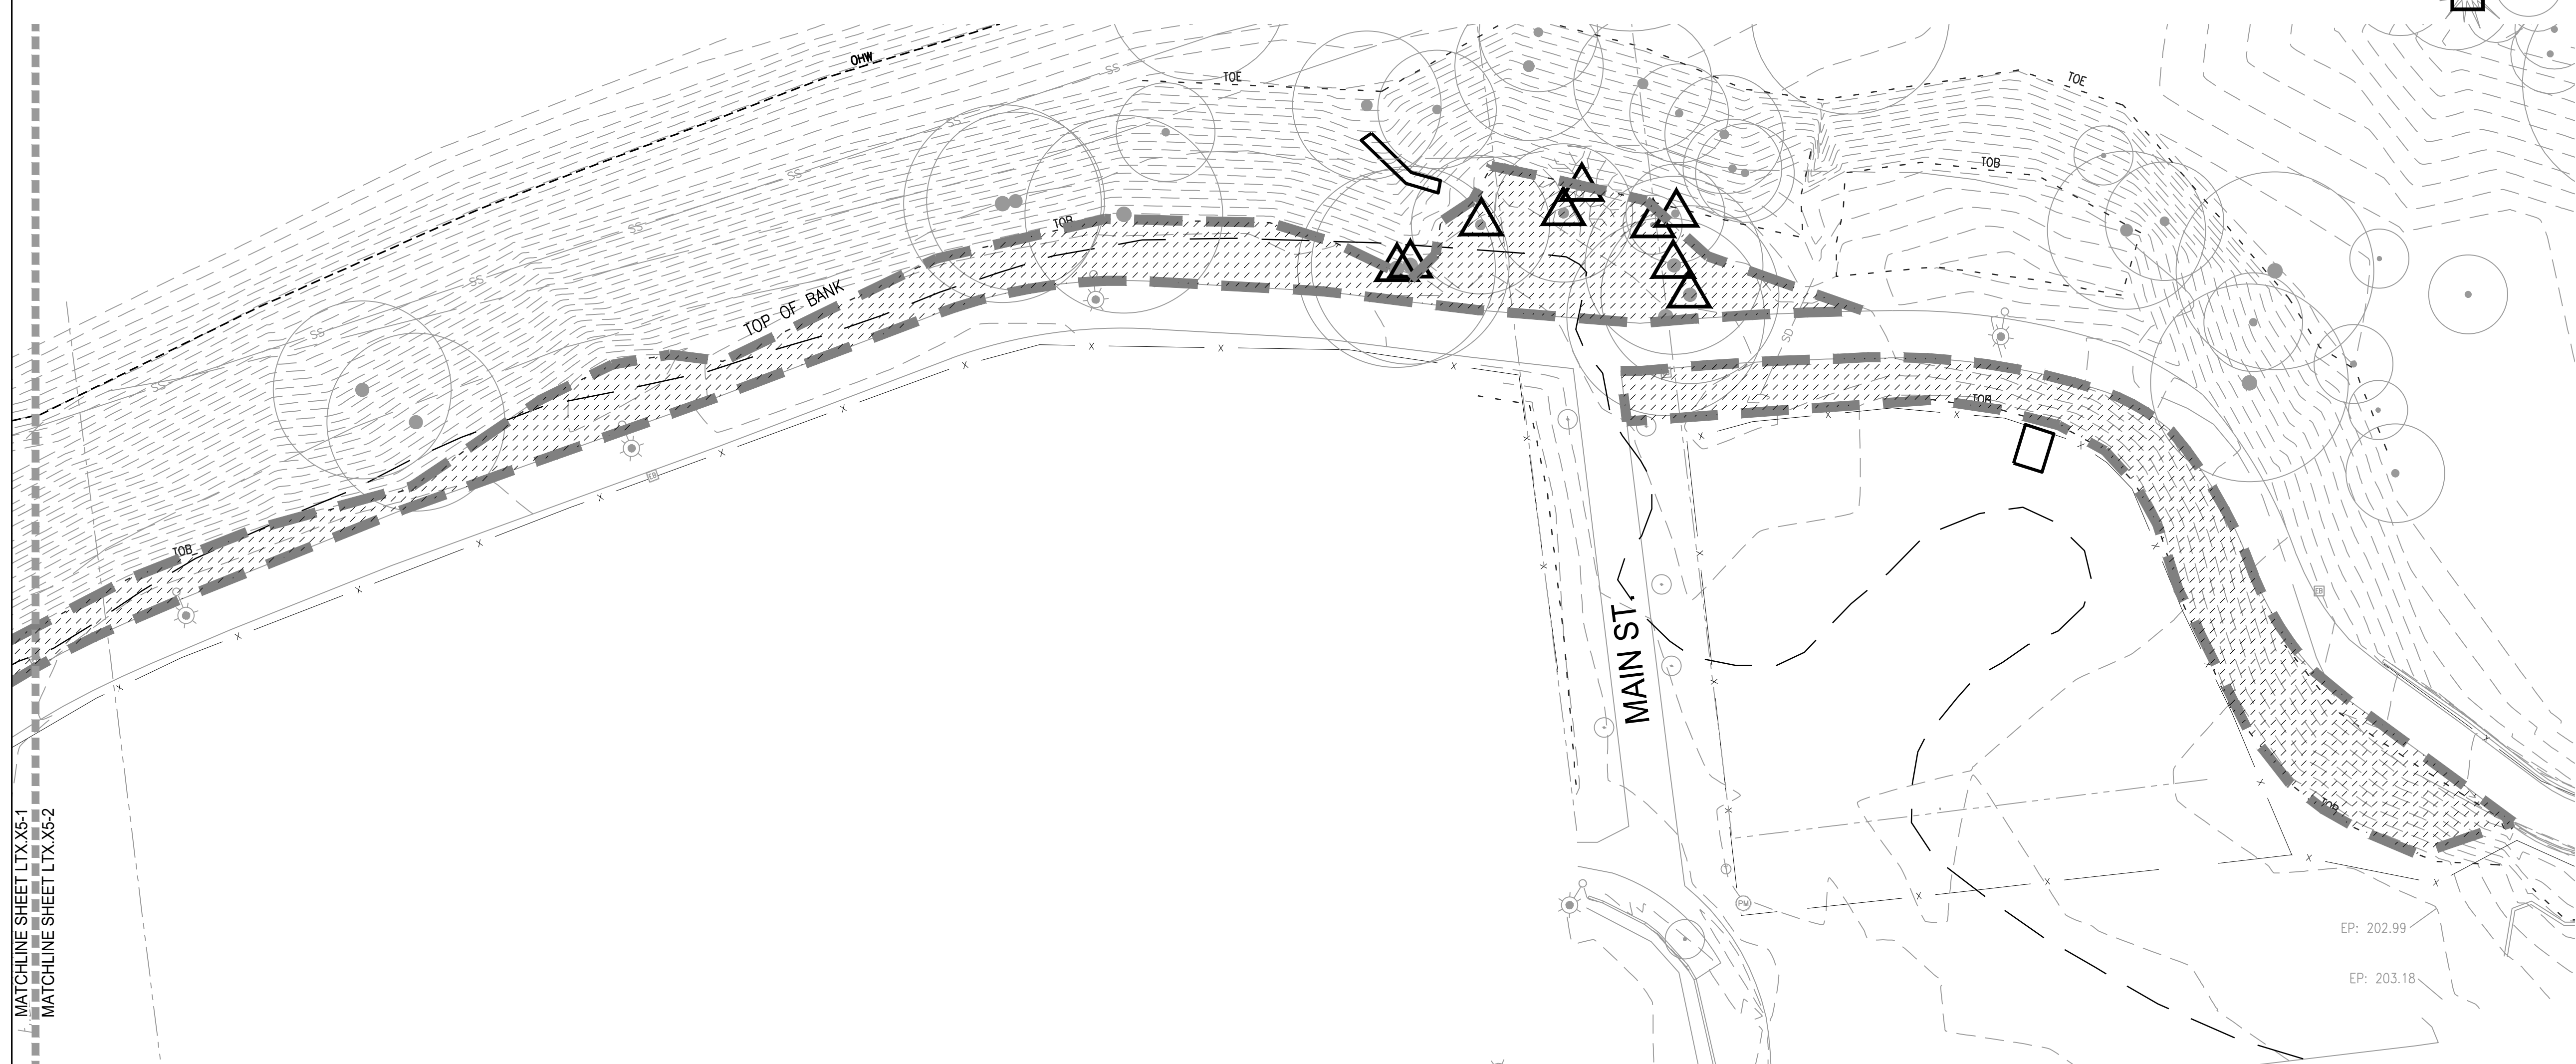 OHW
SS
TOE
TOE
SS
TOB
SS
TOB
SS
SS
TOP OF BANK
SS
SD
SS
TOB
EB
TOB
EB
MAIN ST.
TOB
MATCHLINE SHEET LTX.X5-1
MATCHLINE SHEET LTX.X5-2
PM
EP: 202.99
EP: 203.18